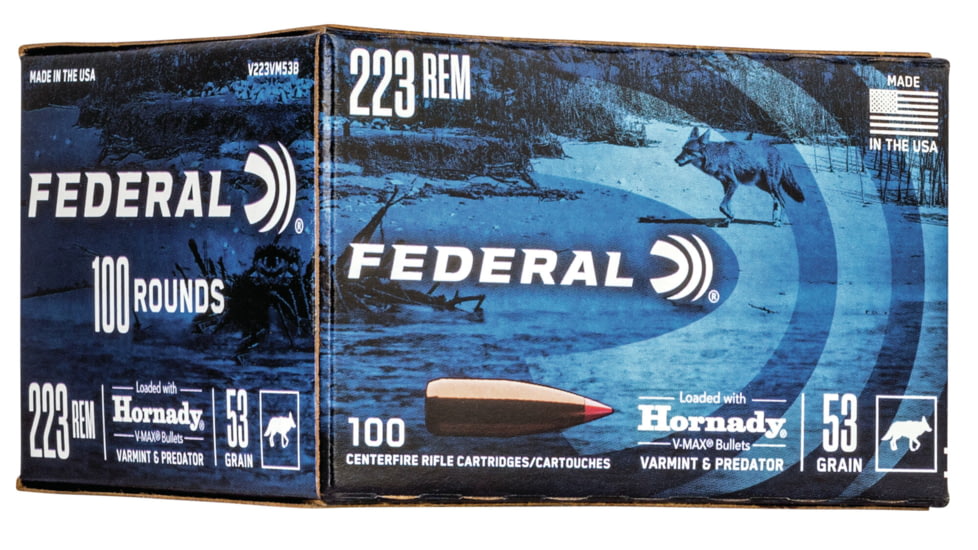 MADE IN THE USA
V223VM53B
FEDERAL®
100 ROUNDS
223 REM
Loaded with
Hornady®
V-MAX® Bullets
VARMINT & PREDATOR
53
GRAIN
223 REM
MADE
IN THE USA
FEDERAL®
100
CENTERFIRE RIFLE CARTRIDGES/CARTOUCHES
Loaded with
Hornady®
V-MAX® Bullets
VARMINT & PREDATOR
53
GRAIN